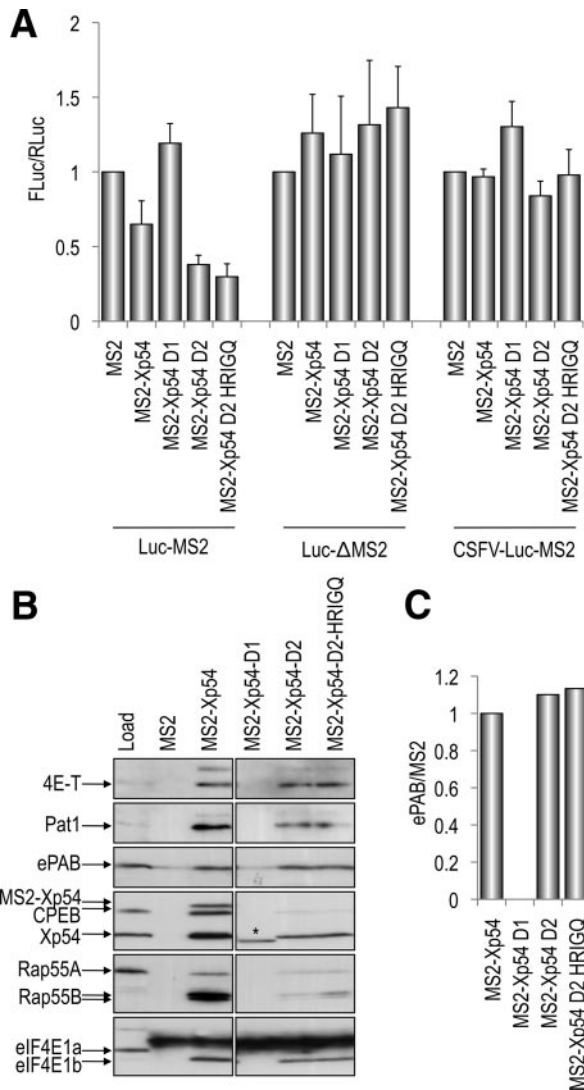 A
FLuc/RLuc
2
1.5
1
0.5
0
MS2
MS2-Xp54
MS2-Xp54 D1
MS2-Xp54 D2
MS2-Xp54 D2 HRIGQ
MS2
MS2-Xp54
MS2-Xp54 D1
MS2-Xp54 D2
MS2-Xp54 D2 HRIGQ
MS2
MS2-Xp54
MS2-Xp54 D1
MS2-Xp54 D2
MS2-Xp54 D2 HRIGQ
Luc-MS2
Luc-ΔMS2
CSFV-Luc-MS2
B
Load
MS2
MS2-Xp54
MS2-Xp54-D1
MS2-Xp54-D2
MS2-Xp54-D2-HRIGQ
4E-T
Pat1
ePAB
MS2-Xp54
CPEB
Xp54
*
Rap55A
Rap55B
eIF4E1a
eIF4E1b
C
ePAB/MS2
1.2
1
0.8
0.6
0.4
0.2
0
MS2-Xp54
MS2-Xp54 D1
MS2-Xp54 D2
MS2-Xp54 D2 HRIGQ